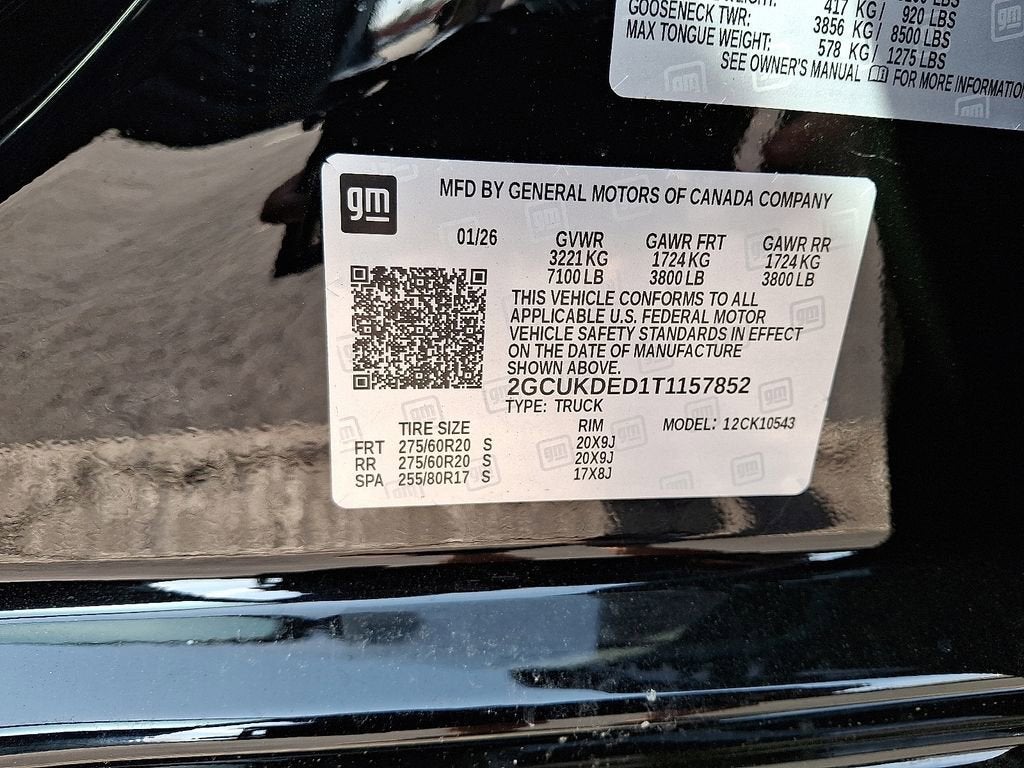 417 KG/ 920 LBS
GOOSENECK TWR: 3856 KG/ 8500 LBS
MAX TONGUE WEIGHT: 578 KG/ 1275 LBS
SEE OWNER'S MANUAL FOR MORE INFORMATION
gm
MFD BY GENERAL MOTORS OF CANADA COMPANY
01/26 GVWR GAWR FRT GAWR RR
3221 KG 1724 KG 1724 KG
7100 LB 3800 LB 3800 LB
THIS VEHICLE CONFORMS TO ALL
APPLICABLE U.S. FEDERAL MOTOR
VEHICLE SAFETY STANDARDS IN EFFECT
ON THE DATE OF MANUFACTURE
SHOWN ABOVE.
2GCUKDED1T1157852
TYPE: TRUCK
TIRE SIZE RIM MODEL: 12CK10543
FRT 275/60R20 S 20X9J
RR 275/60R20 S 20X9J
SPA 255/80R17 S 17X8J